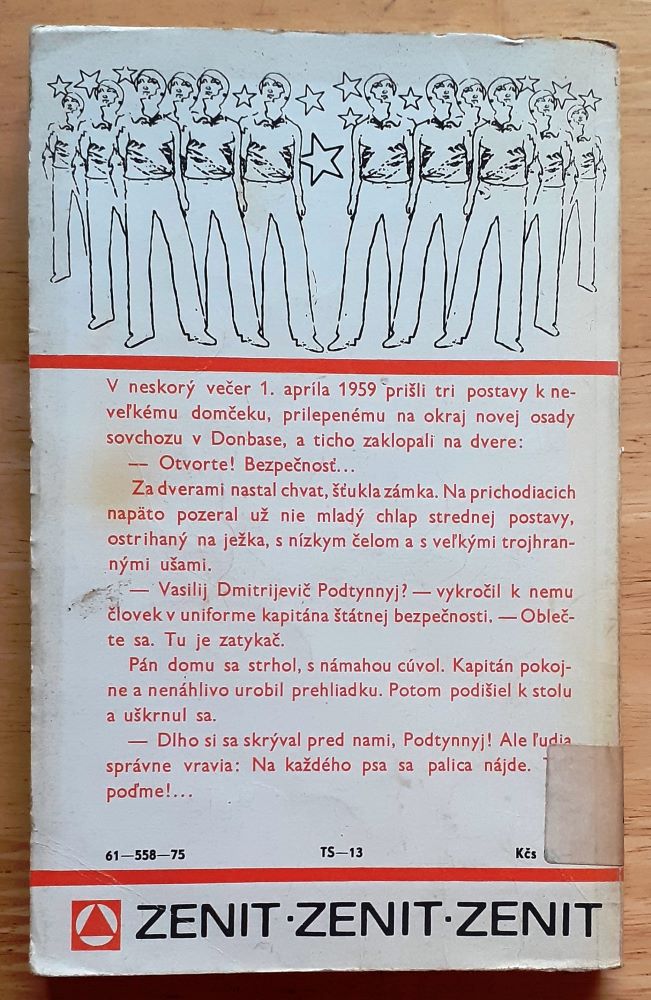 V neskorý večer 1. apríla 1959 prišli tri postavy k ne-
veľkému domčeku, prilepenému na okraj novej osady
sovchozu v Donbase, a ticho zaklopali na dvere:
— Otvorte! Bezpečnosť...
Za dverami nastal chvat, šťukla zámka. Na prichodiacich
napäto pozeral už nie mladý chlap strednej postavy,
ostrihaný na ježka, s nízkym čelom a s veľkými trojhran-
nými ušami.
— Vasilij Dmitrijevič Podtynnyj? — vykročil k nemu
človek v uniforme kapitána štátnej bezpečnosti. — Oblečt-
te sa. Tu je zatykač.
Pán domu sa strhol, s námahou cúvol. Kapitán pokoj-
ne a nenáhlivo urobil prehliadku. Potom podišiel k stolu
a uškrnul sa.
— Dlho si sa skrýval pred nami, Podtynnyj! Ale ľudia
správne vravia: Na každého psa sa palica nájde.
poďme!...
61—558—75 TS—13 Kčs
ZENIT·ZENIT·ZENIT